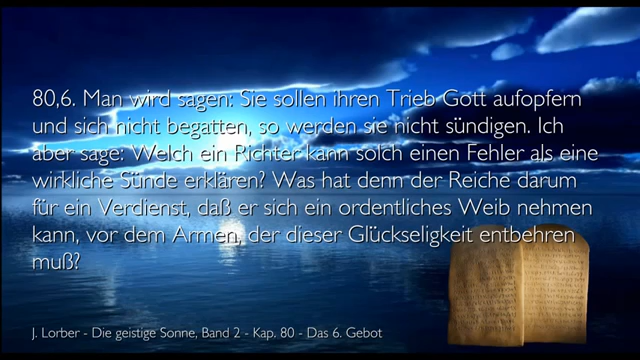 80,6. Man wird sagen: Sie sollen ihren Trieb Gott aufopfern
und sich nicht begatten, so werden sie nicht sündigen. Ich
aber sage: Welch ein Richter kann solch einen Fehler als eine
wirkliche Sünde erklären? Was hat denn der Reiche darum
für ein Verdienst, daß er sich ein ordentliches Weib nehmen
kann, vor dem Armen, der dieser Glückseligkeit entbehren
muß?
J. Lorber - Die geistige Sonne, Band 2 - Kap. 80 - Das 6. Gebot